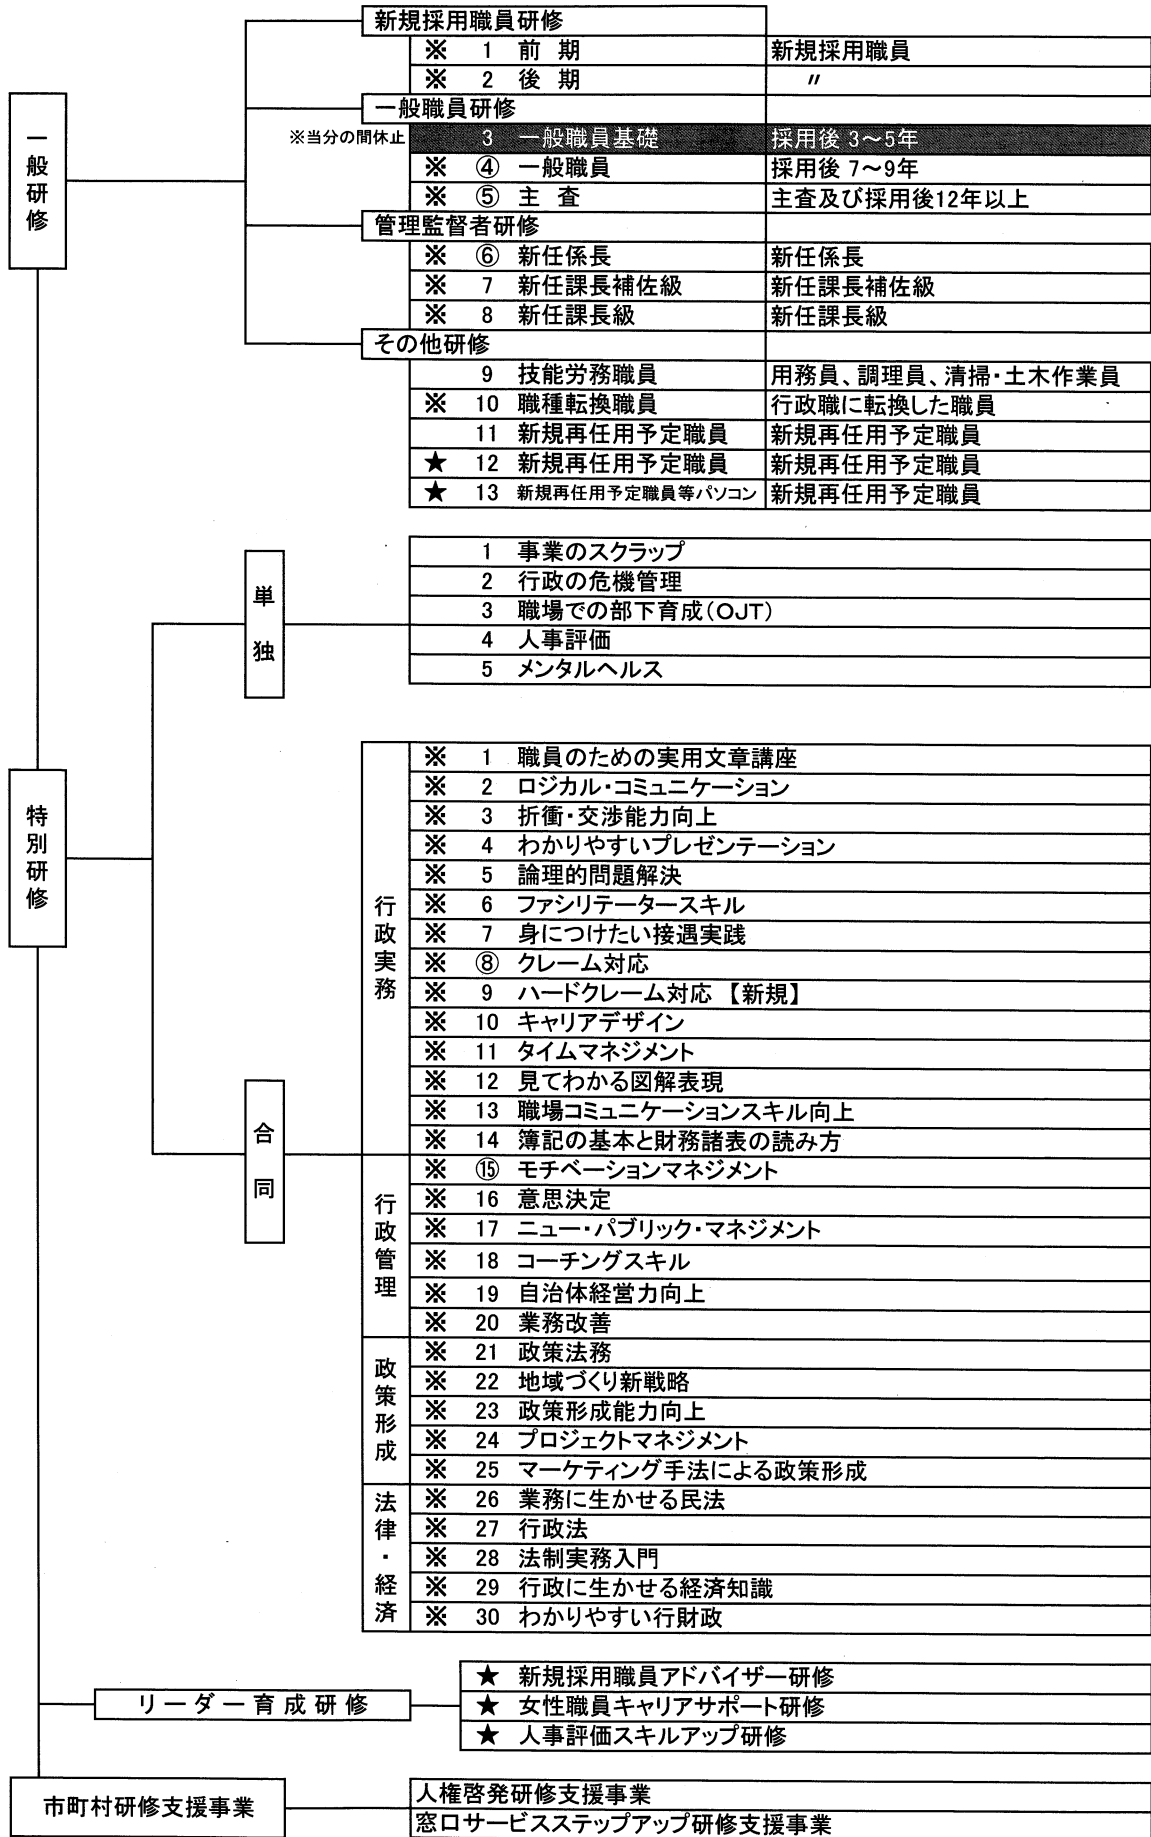 一般研修
新規採用職員研修
※ 1 前 期 新規採用職員
※ 2 後 期 〃
一般職員研修
※当分の間休止 3 一般職員基礎 採用後 3～5年
※ ④ 一般職員 採用後 7～9年
※ ⑤ 主 査 主査及び採用後12年以上
管理監督者研修
※ ⑥ 新任係長 新任係長
※ 7 新任課長補佐級 新任課長補佐級
※ 8 新任課長級 新任課長級
その他研修
9 技能労務職員 用務員、調理員、清掃・土木作業員
※ 10 職種転換職員 行政職に転換した職員
11 新規再任用予定職員 新規再任用予定職員
★ 12 新規再任用予定職員 新規再任用予定職員
★ 13 新規再任用予定職員等パソコン 新規再任用予定職員
特別研修
単独
1 事業のスクラップ
2 行政の危機管理
3 職場での部下育成(OJT)
4 人事評価
5 メンタルヘルス
合同
行政実務
※ 1 職員のための実用文章講座
※ 2 ロジカル・コミュニケーション
※ 3 折衝・交渉能力向上
※ 4 わかりやすいプレゼンテーション
※ 5 論理的問題解決
※ 6 ファシリテータースキル
※ 7 身につけたい接遇実践
※ ⑧ クレーム対応
※ 9 ハードクレーム対応 【新規】
※ 10 キャリアデザイン
※ 11 タイムマネジメント
※ 12 見てわかる図解表現
※ 13 職場コミュニケーションスキル向上
※ 14 簿記の基本と財務諸表の読み方
行政管理
※ ⑮ モチベーションマネジメント
※ 16 意思決定
※ 17 ニュー・パブリック・マネジメント
※ 18 コーチングスキル
※ 19 自治体経営力向上
※ 20 業務改善
政策形成
※ 21 政策法務
※ 22 地域づくり新戦略
※ 23 政策形成能力向上
※ 24 プロジェクトマネジメント
※ 25 マーケティング手法による政策形成
法律・経済
※ 26 業務に生かせる民法
※ 27 行政法
※ 28 法制実務入門
※ 29 行政に生かせる経済知識
※ 30 わかりやすい行財政
リーダー育成研修
★ 新規採用職員アドバイザー研修
★ 女性職員キャリアサポート研修
★ 人事評価スキルアップ研修
市町村研修支援事業
人権啓発研修支援事業
窓口サービスステップアップ研修支援事業